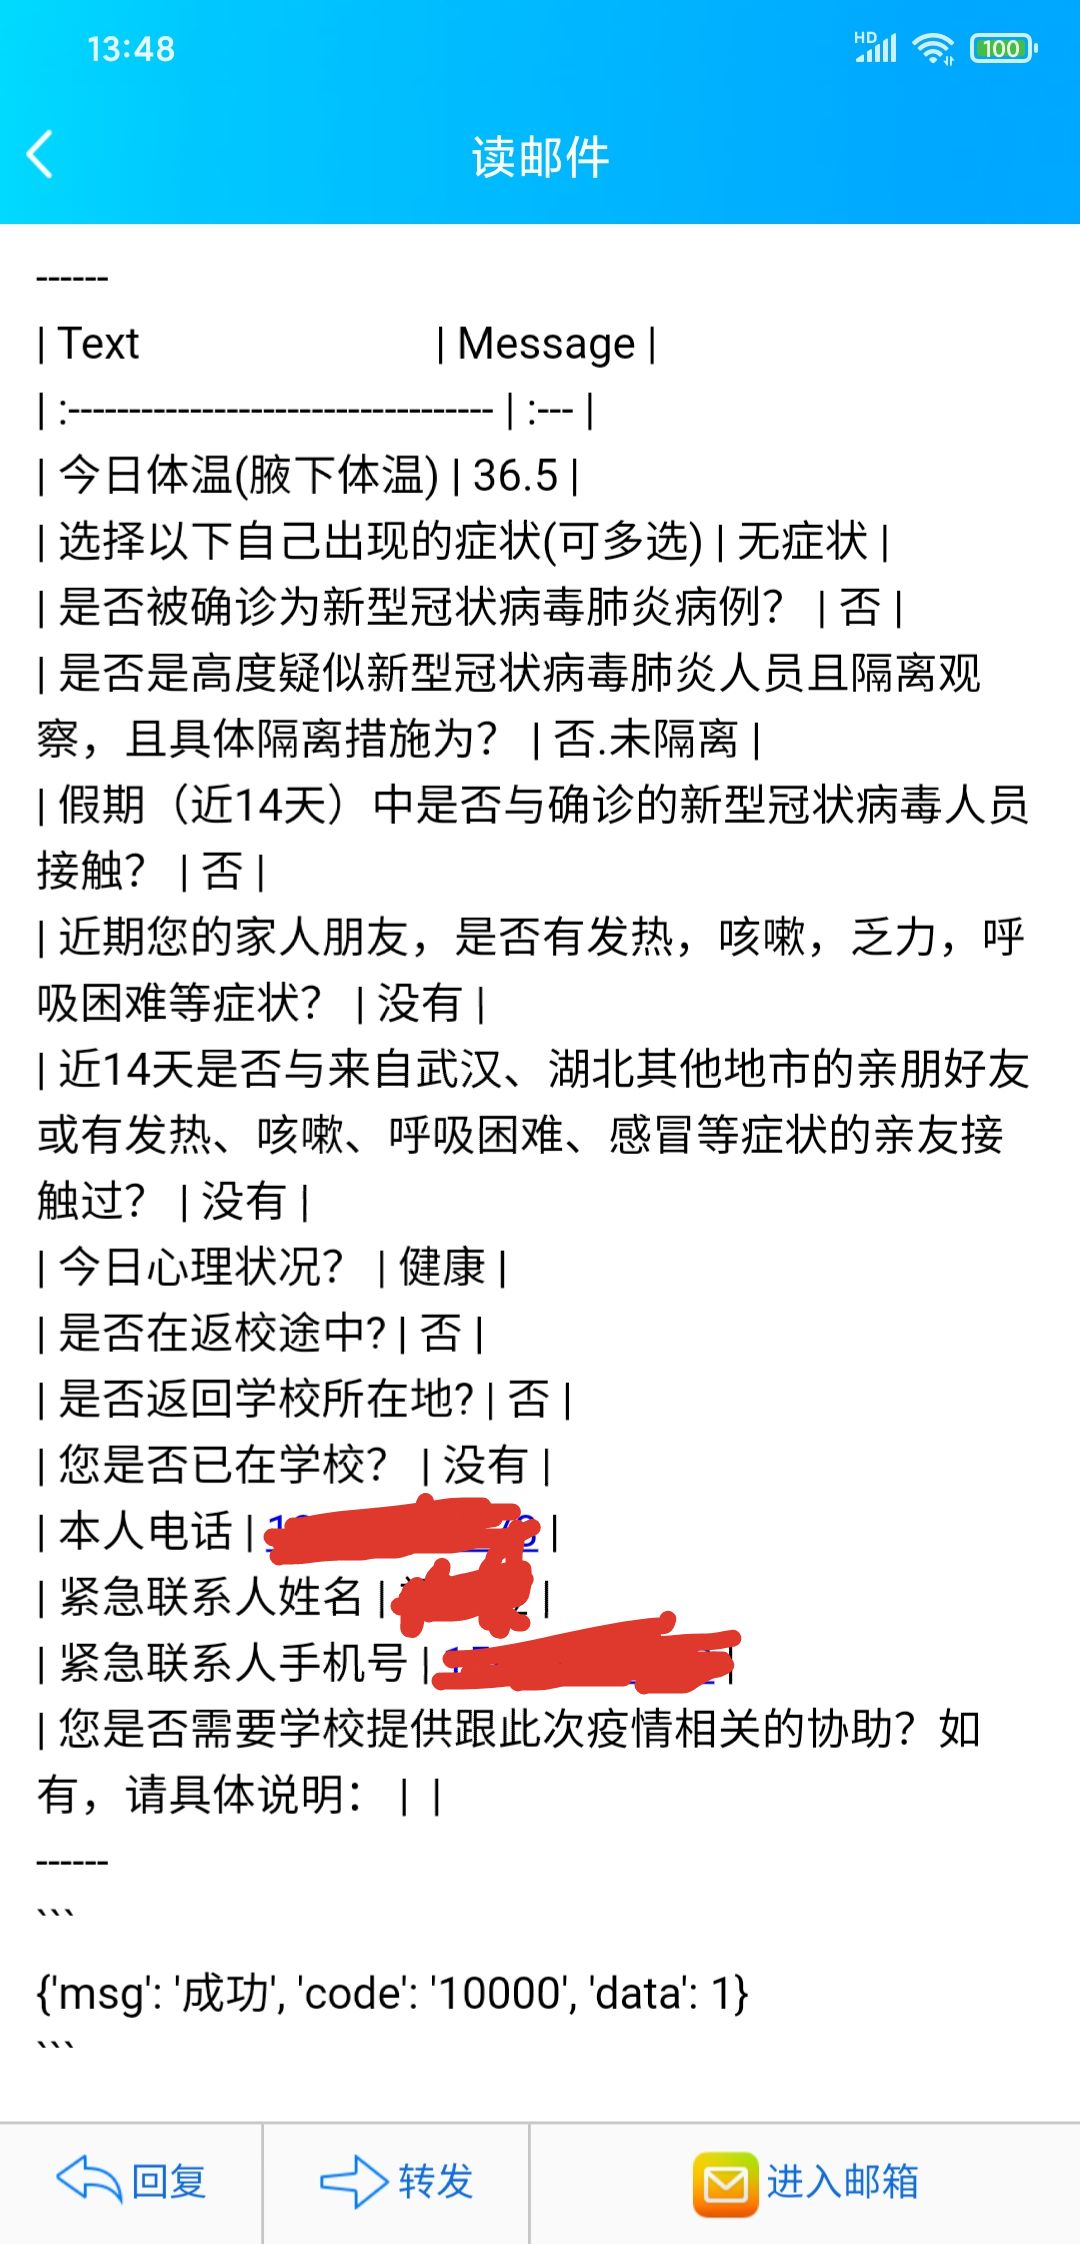 13:48
HD
100
读邮件
------
| Text | Message |
| :----------------------------------- | :--- |
| 今日体温(腋下体温) | 36.5 |
| 选择以下自己出现的症状(可多选) | 无症状 |
| 是否被确诊为新型冠状病毒肺炎病例？ | 否 |
| 是否是高度疑似新型冠状病毒肺炎人员且隔离观
察，且具体隔离措施为？ | 否.未隔离 |
| 假期（近14天）中是否与确诊的新型冠状病毒人员
接触？ | 否 |
| 近期您的家人朋友，是否有发热，咳嗽，乏力，呼
吸困难等症状？ | 没有 |
| 近14天是否与来自武汉、湖北其他地市的亲朋好友
或有发热、咳嗽、呼吸困难、感冒等症状的亲友接
触过？ | 没有 |
| 今日心理状况？ | 健康 |
| 是否在返校途中? | 否 |
| 是否返回学校所在地? | 否 |
| 您是否已在学校？ | 没有 |
| 本人电话 | |
| 紧急联系人姓名 | |
| 紧急联系人手机号 | |
| 您是否需要学校提供跟此次疫情相关的协助？如
有，请具体说明： | |
------
```
{'msg': '成功', 'code': '10000', 'data': 1}
```
回复
转发
进入邮箱